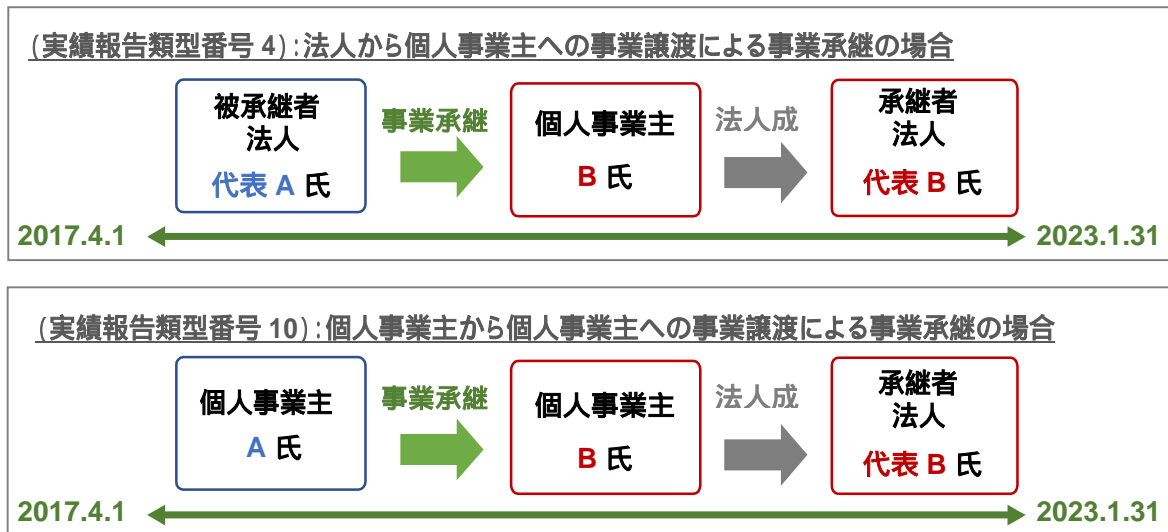 (実績報告類型番号 4):法人から個人事業主への事業譲渡による事業承継の場合
被承継者
法人
代表 A 氏
事業承継
個人事業主
B 氏
法人成
承継者
法人
代表 B 氏
2017.4.1
2023.1.31
(実績報告類型番号 10):個人事業主から個人事業主への事業譲渡による事業承継の場合
個人事業主
A 氏
事業承継
個人事業主
B 氏
法人成
承継者
法人
代表 B 氏
2017.4.1
2023.1.31